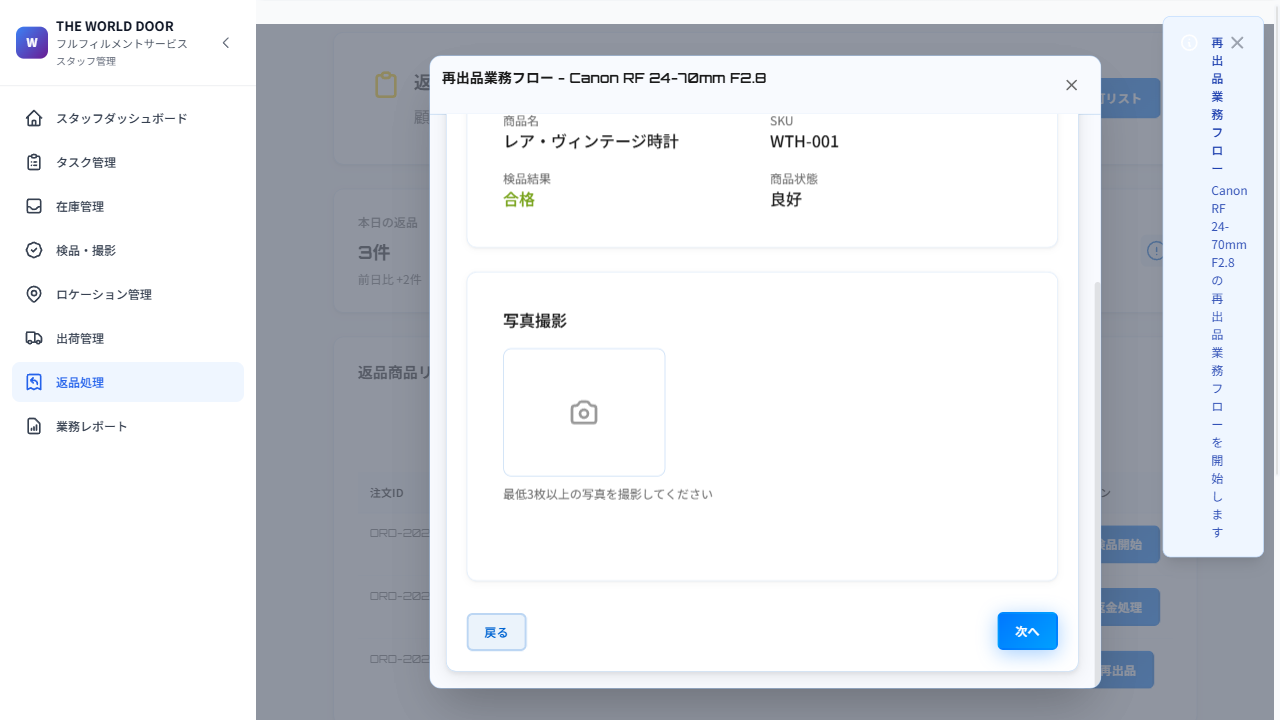 W
THE WORLD DOOR
フルフィルメントサービス
スタッフ管理
スタッフダッシュボード
タスク管理
在庫管理
検品・撮影
ロケーション管理
出荷管理
返品処理
業務レポート
返
顧
リスト
本日の返品
3件
前日比 +2件
返品商品リ
注文ID
ン
ORD-202
品開始
ORD-202
金処理
ORD-202
再出品
再出品業務フロー - Canon RF 24-70mm F2.8
商品名
レア・ヴィンテージ時計
SKU
WTH-001
検品結果
合格
商品状態
良好
写真撮影
最低3枚以上の写真を撮影してください
戻る
次へ
再
出
品
業
務
フ
ロ
ー
Canon
RF
24-
70mm
F2.8
の
再
出
品
業
務
フ
ロ
ー
を
開
始
し
ま
す